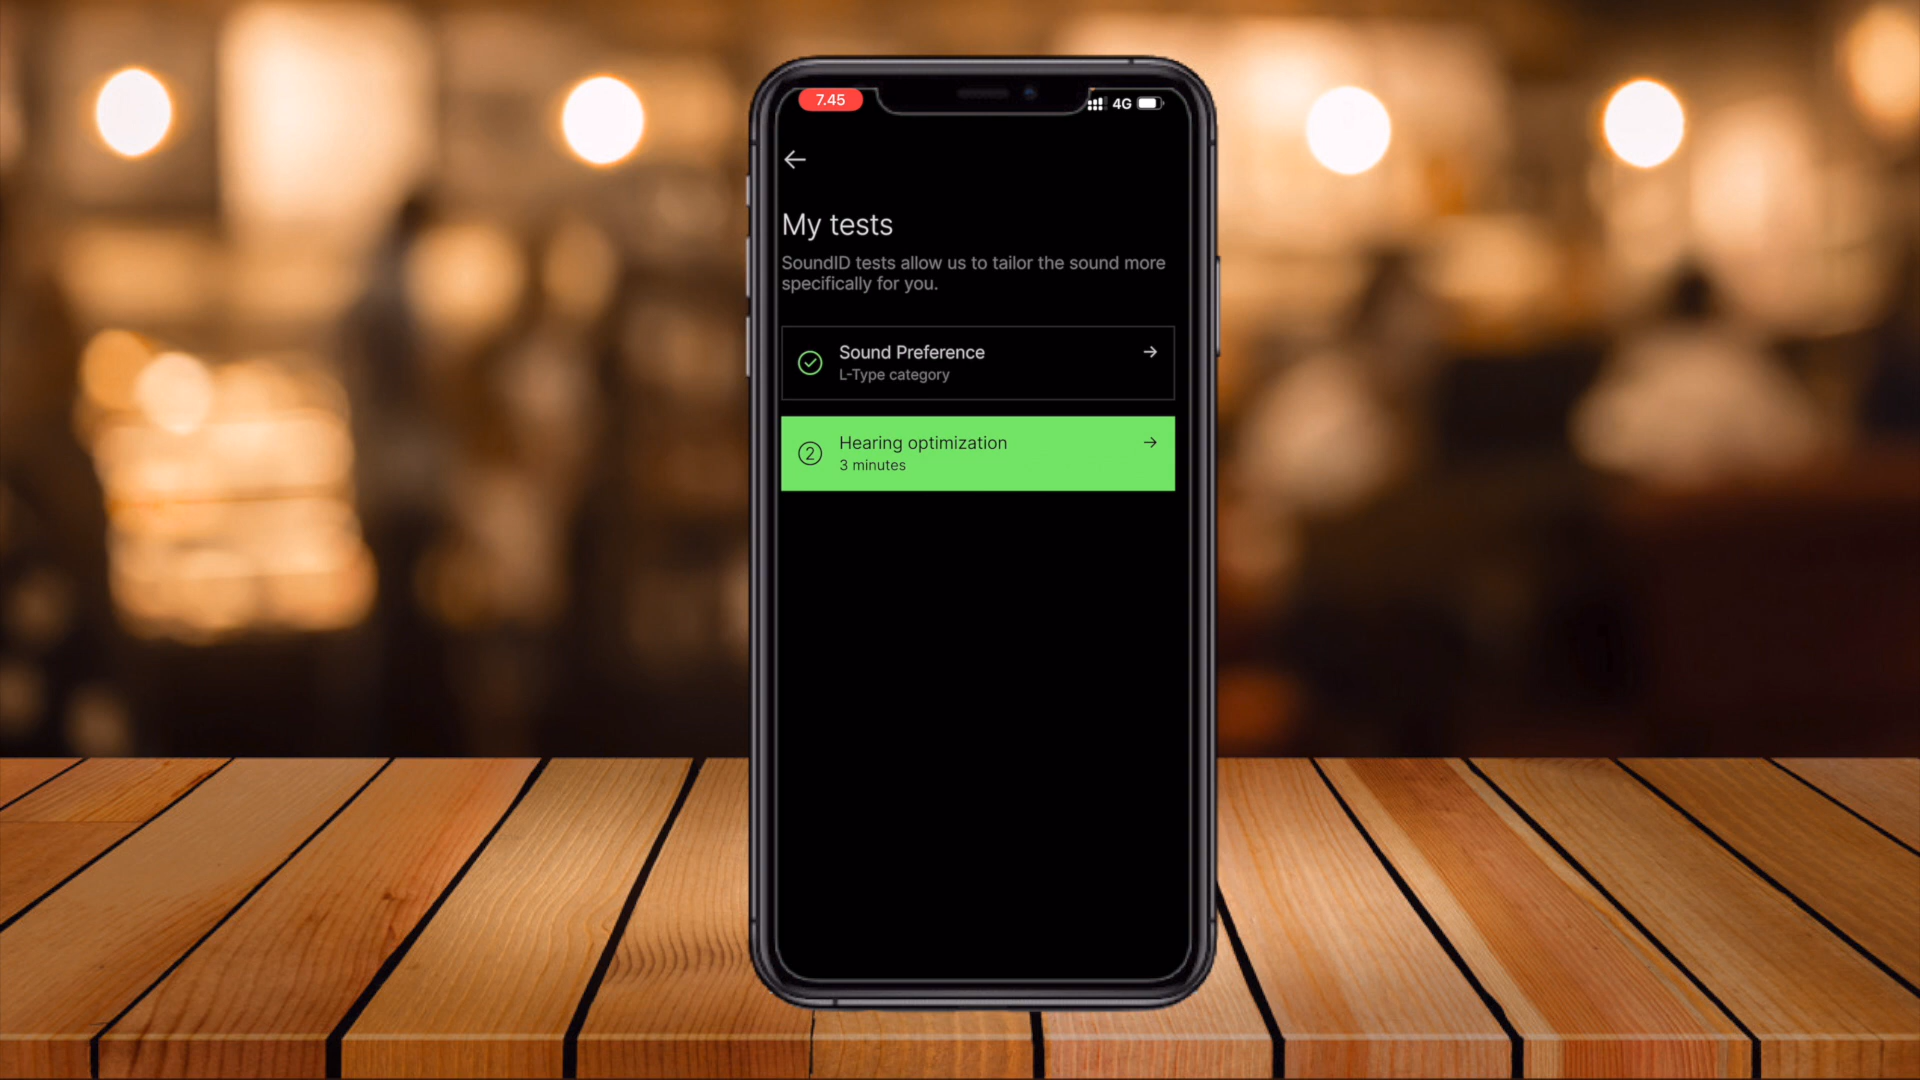 7.45
4G
My tests
SoundID tests allow us to tailor the sound more
specifically for you.
Sound Preference
L-Type category
2
Hearing optimization
3 minutes